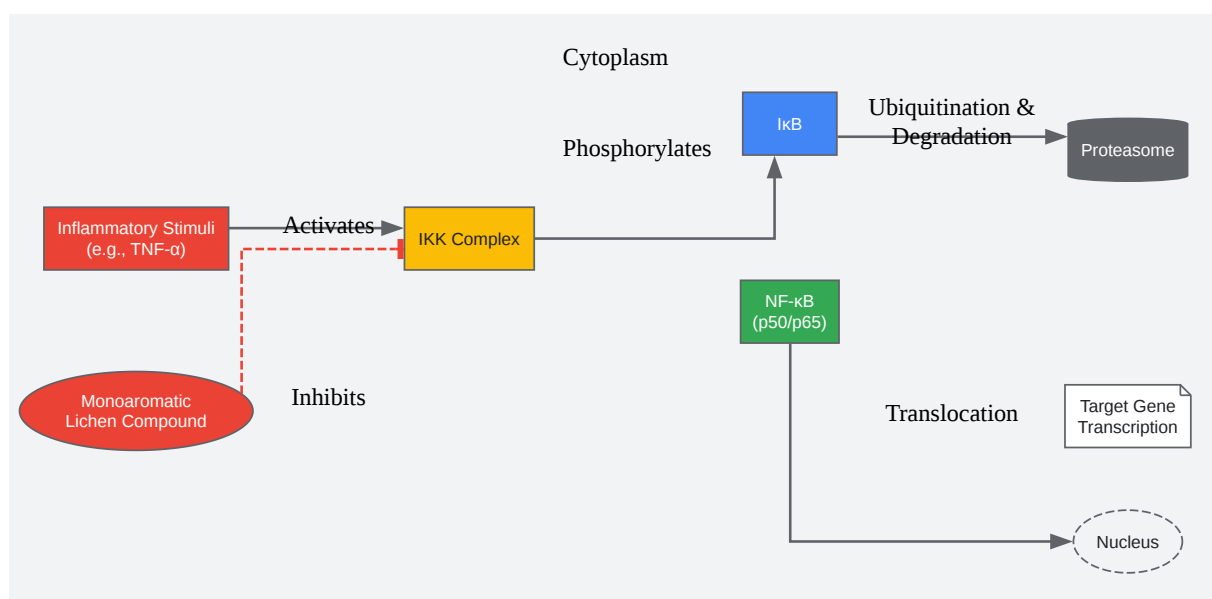 Cytoplasm
IκB
Ubiquitination &
Degradation
Proteasome
Phosphorylates
Inflammatory Stimuli
(e.g., TNF-α)
Activates
IKK Complex
NF-κB
(p50/p65)
Monoaromatic
Lichen Compound
Inhibits
Translocation
Target Gene
Transcription
Nucleus